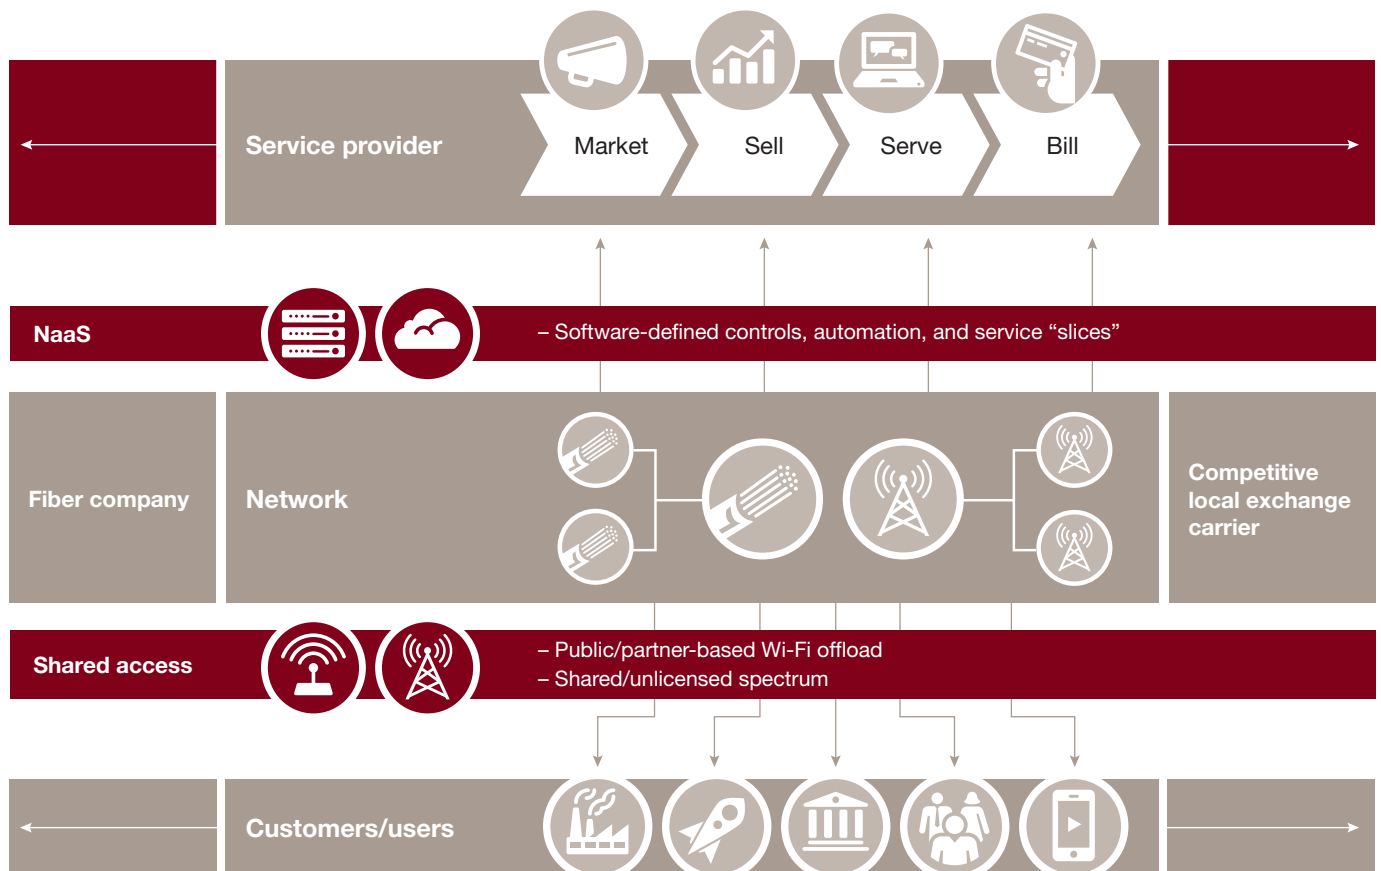 Service provider
Market
Sell
Serve
Bill
NaaS
– Software-defined controls, automation, and service “slices”
Fiber company
Network
Competitive
local exchange
carrier
Shared access
– Public/partner-based Wi-Fi offload
– Shared/unlicensed spectrum
Customers/users